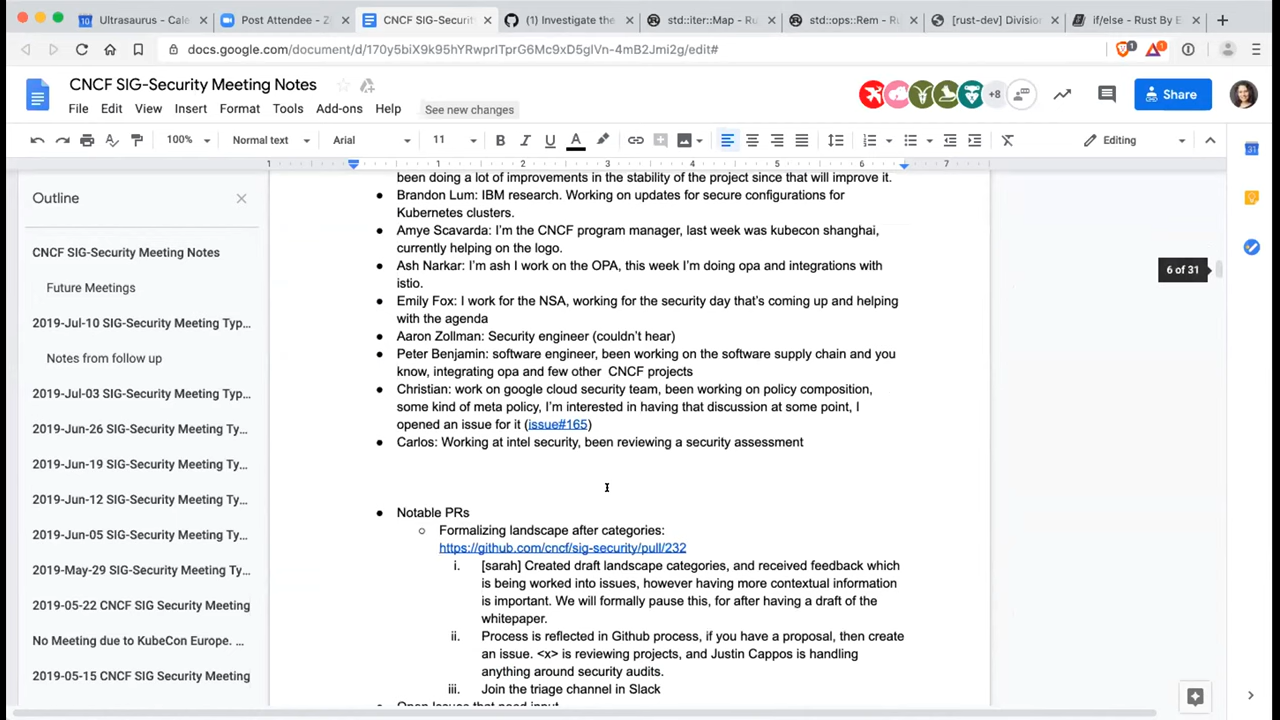 Ultrasaurus - Cale
Post Attendee - Z
CNCF SIG-Securit
(1) Investigate the
std::iter::Map - Ru
std::ops::Rem - R
[rust-dev] Division
if/else - Rust By E
docs.google.com/document/d/170y5biX9k95hYRwprITprG6Mc9xD5gIVn-4mB2Jmi2g/edit#
1
1
CNCF SIG-Security Meeting Notes
+8
Share
File Edit View Insert Format Tools Add-ons Help
See new changes
100% Normal text Arial 11 B I U A Editing
1 1 2 3 4 5 6 7
Outline
CNCF SIG-Security Meeting Notes
Future Meetings
2019-Jul-10 SIG-Security Meeting Typ...
Notes from follow up
2019-Jul-03 SIG-Security Meeting Typ...
2019-Jun-26 SIG-Security Meeting Ty...
2019-Jun-19 SIG-Security Meeting Ty...
2019-Jun-12 SIG-Security Meeting Ty...
2019-Jun-05 SIG-Security Meeting Ty...
2019-May-29 SIG-Security Meeting Ty...
2019-05-22 CNCF SIG Security Meeting
No Meeting due to KubeCon Europe. ...
2019-05-15 CNCF SIG Security Meeting
been doing a lot of improvements in the stability of the project since that will improve it.
● Brandon Lum: IBM research. Working on updates for secure configurations for
Kubernetes clusters.
● Amye Scavarda: I'm the CNCF program manager, last week was kubecon shanghai,
currently helping on the logo.
● Ash Narkar: I'm ash I work on the OPA, this week I'm doing opa and integrations with
istio.
● Emily Fox: I work for the NSA, working for the security day that's coming up and helping
with the agenda
● Aaron Zollman: Security engineer (couldn't hear)
● Peter Benjamin: software engineer, been working on the software supply chain and you
know, integrating opa and few other CNCF projects
● Christian: work on google cloud security team, been working on policy composition,
some kind of meta policy, I'm interested in having that discussion at some point, I
opened an issue for it (issue#165)
● Carlos: Working at intel security, been reviewing a security assessment
● Notable PRs
○ Formalizing landscape after categories:
https://github.com/cncf/sig-security/pull/232
i. [sarah] Created draft landscape categories, and received feedback which
is being worked into issues, however having more contextual information
is important. We will formally pause this, for after having a draft of the
whitepaper.
ii. Process is reflected in Github process, if you have a proposal, then create
an issue. <x> is reviewing projects, and Justin Cappos is handling
anything around security audits.
iii. Join the triage channel in Slack
● Open Issues that need input
6 of 31
31